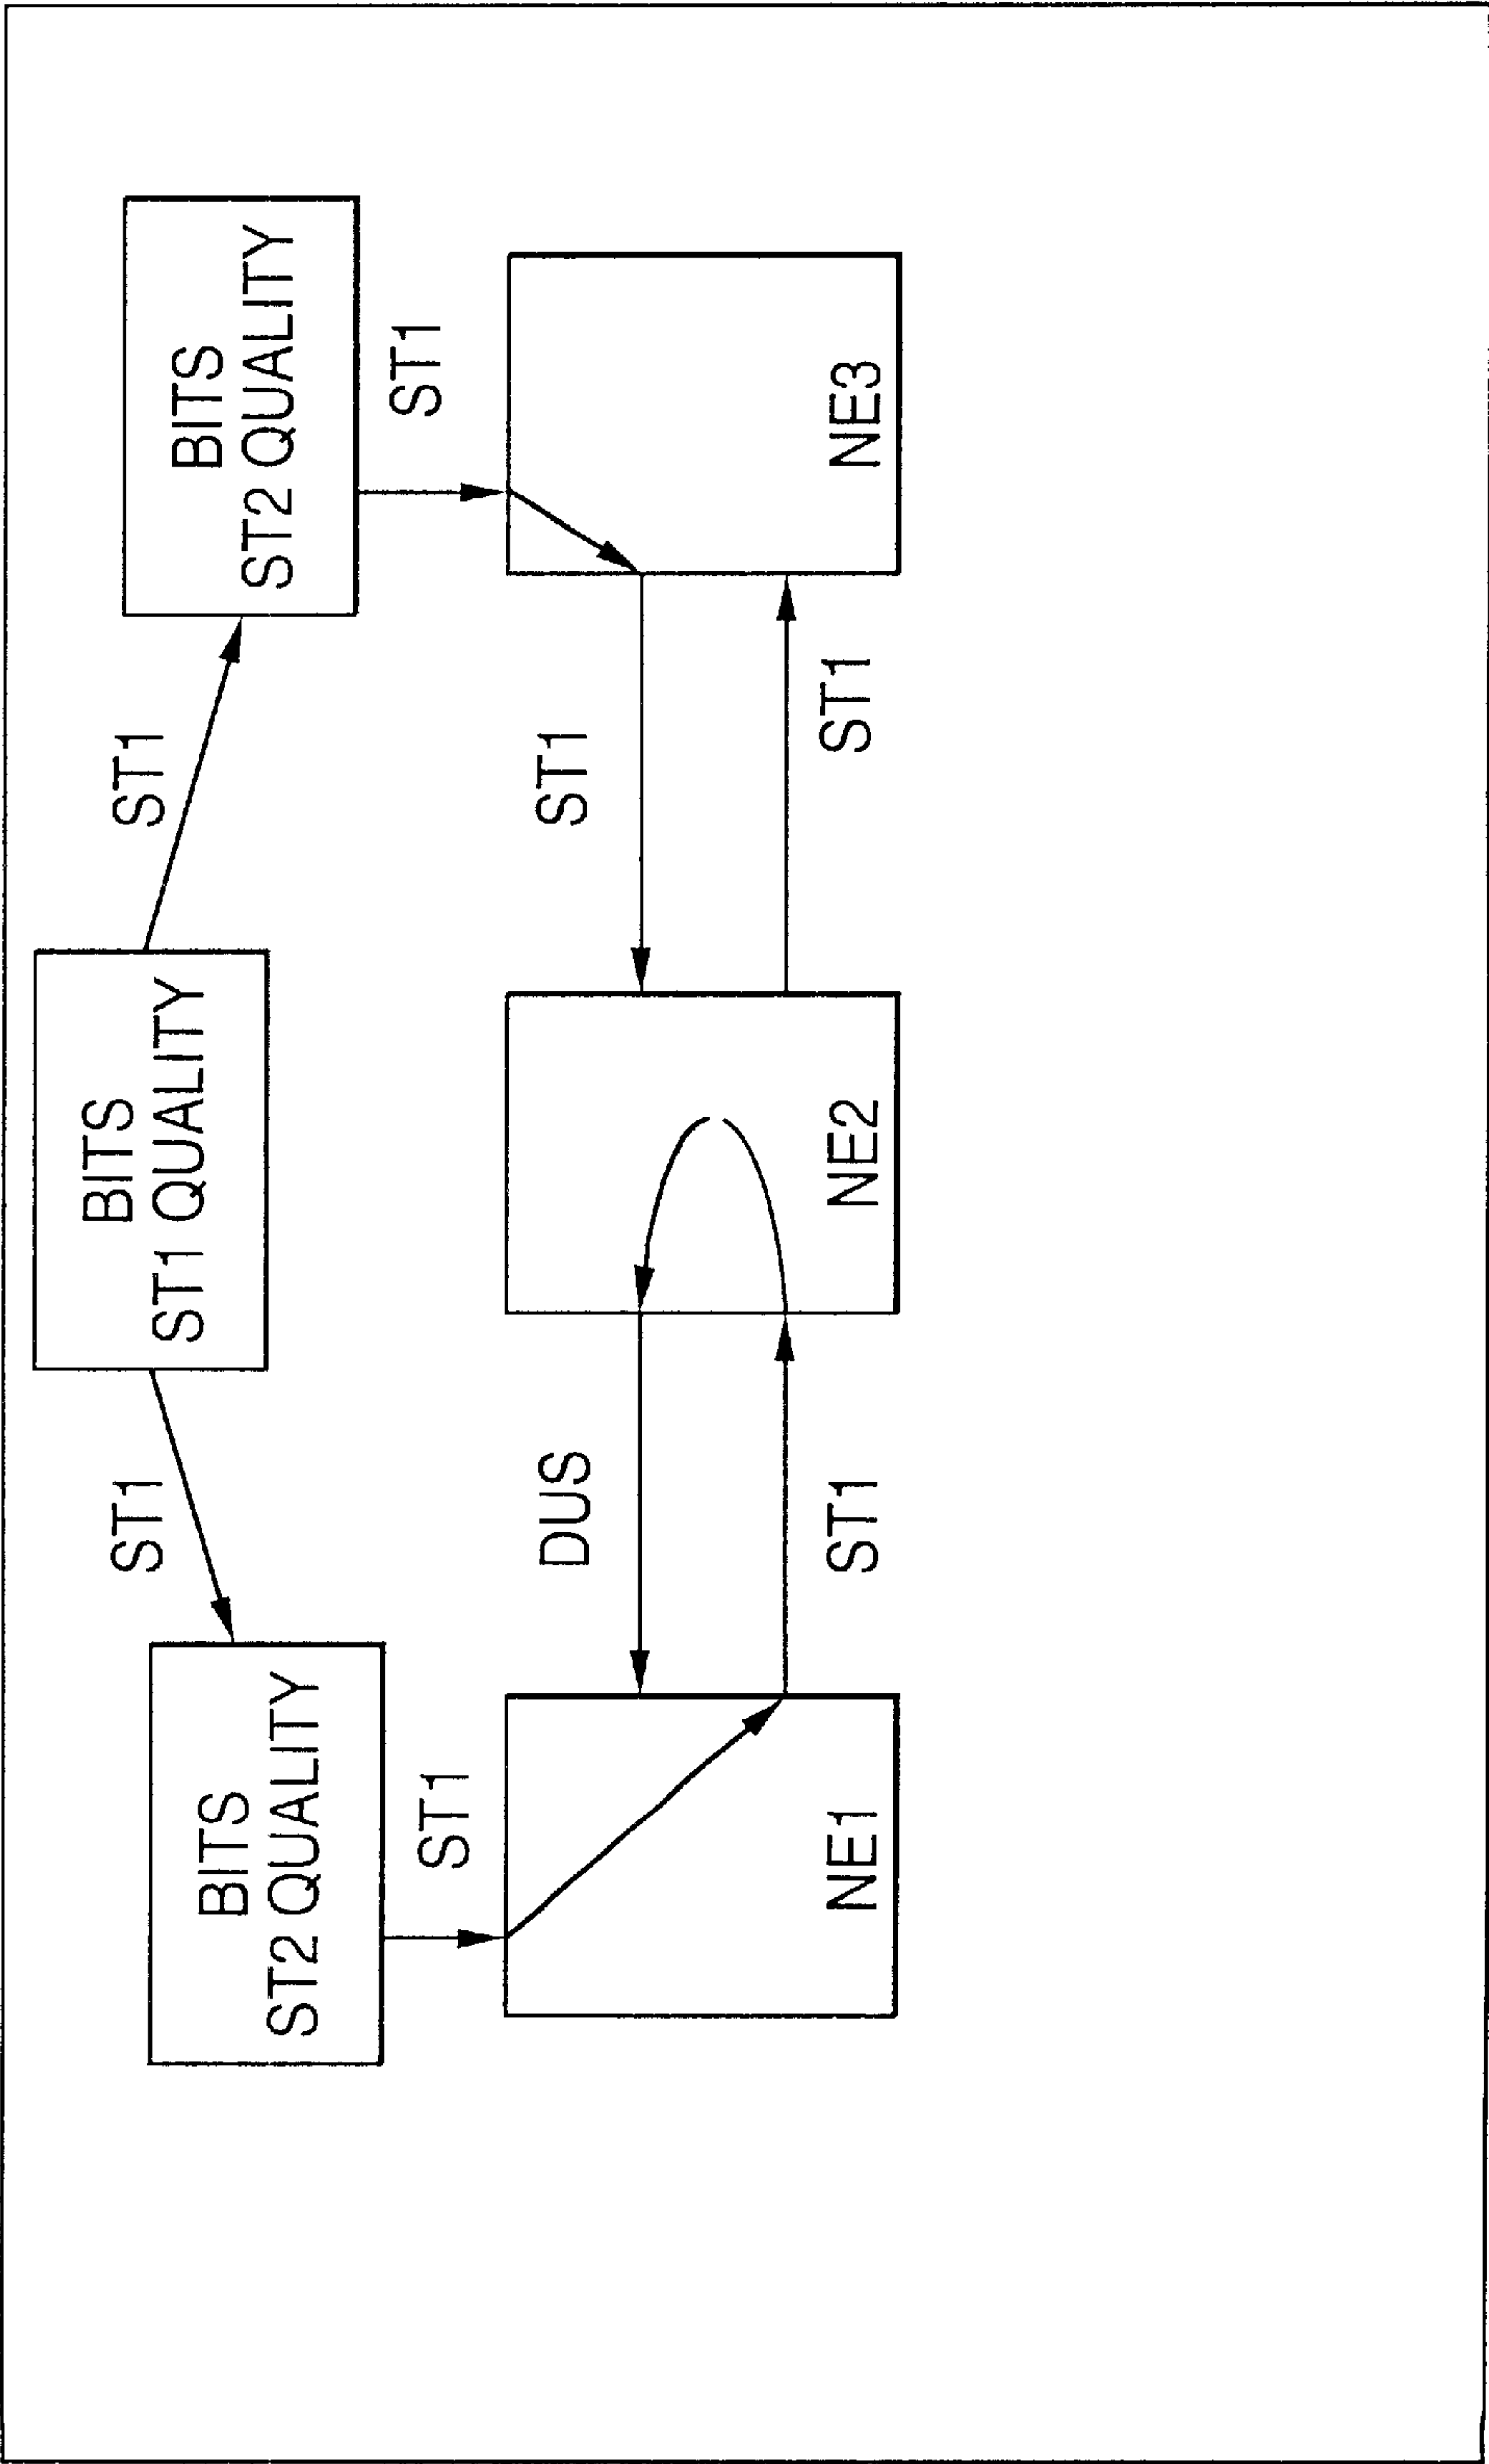 BITS
ST1 QUALITY
ST1
ST1
BITS
ST2 QUALITY
BITS
ST2 QUALITY
ST1
ST1
DUS
ST1
ST1
ST1
NE1
NE2
NE3